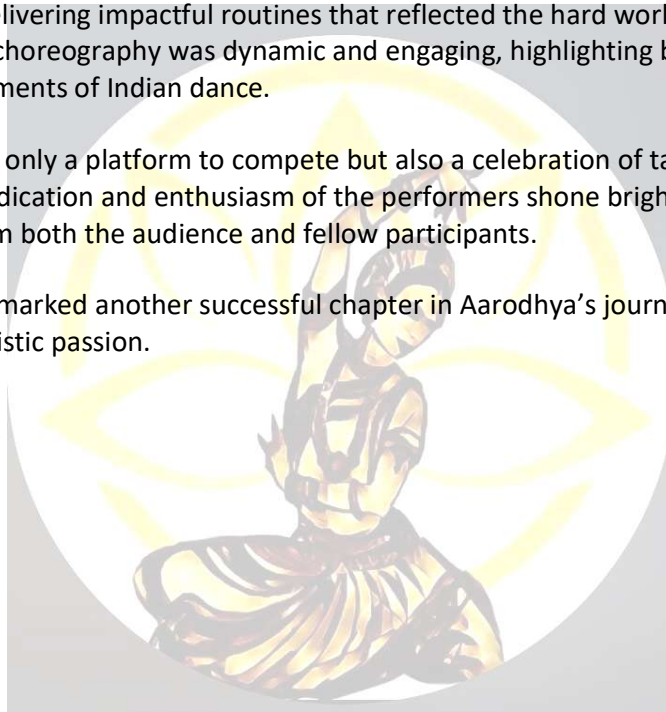 livering impactful routines that reflected the hard worl
choreography was dynamic and engaging, highlighting b
ments of Indian dance.
only a platform to compete but also a celebration of ta
dication and enthusiasm of the performers shone brigh
m both the audience and fellow participants.
marked another successful chapter in Aarodhya’s journ
istic passion.